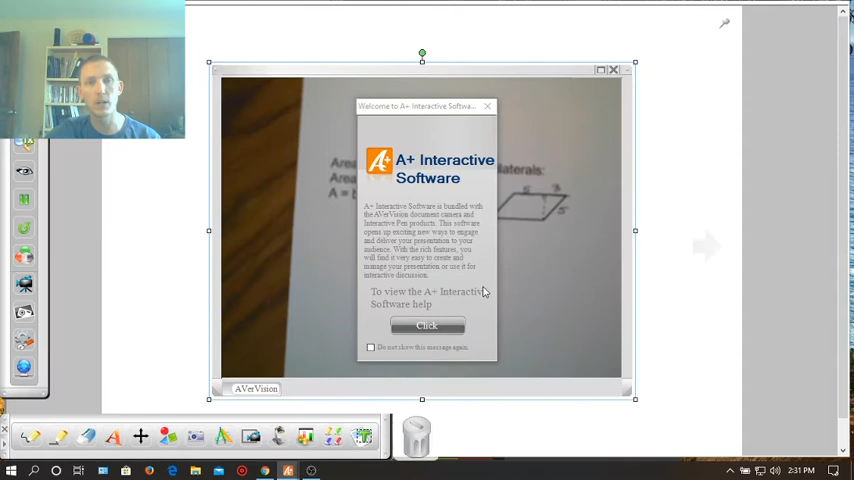 Welcome to A+ Interactive Softwa...
Area
Area
A = b
laterals:
5
3
5
A+ Interactive
Software
A+ Interactive Software is bundled with
the AVerVision document camera and
Interactive Pen products. This software
opens up exciting new ways to engage
and deliver your presentation to your
audience. With the rich features, you
will find it very easy to create and
manage your presentation or use it for
interactive discussion.
To view the A+ Interactive
Software help
Click
Do not show this message again.
AVerVision
2:31 PM